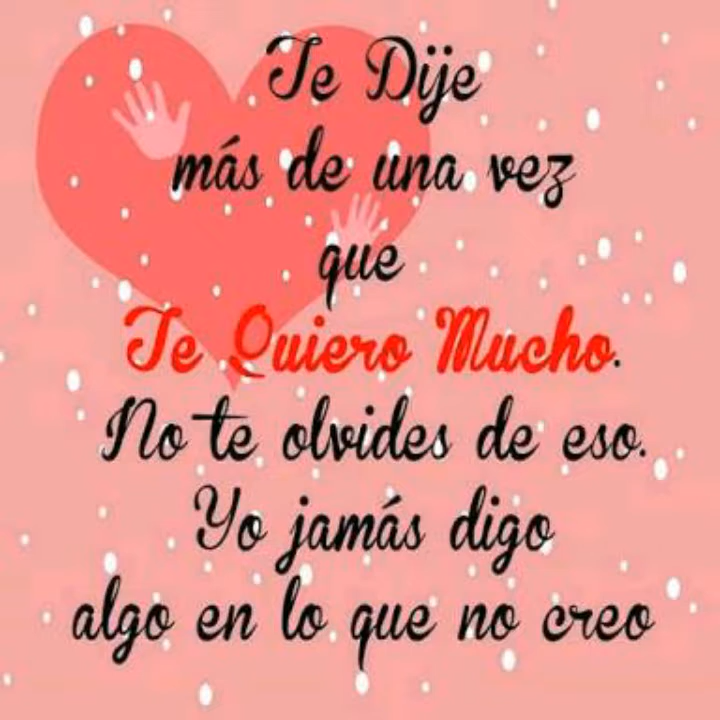 Te Dije
más de una vez
que
Te Quiero Mucho.
No te olvides de eso.
Yo jamás digo
algo en lo que no creo